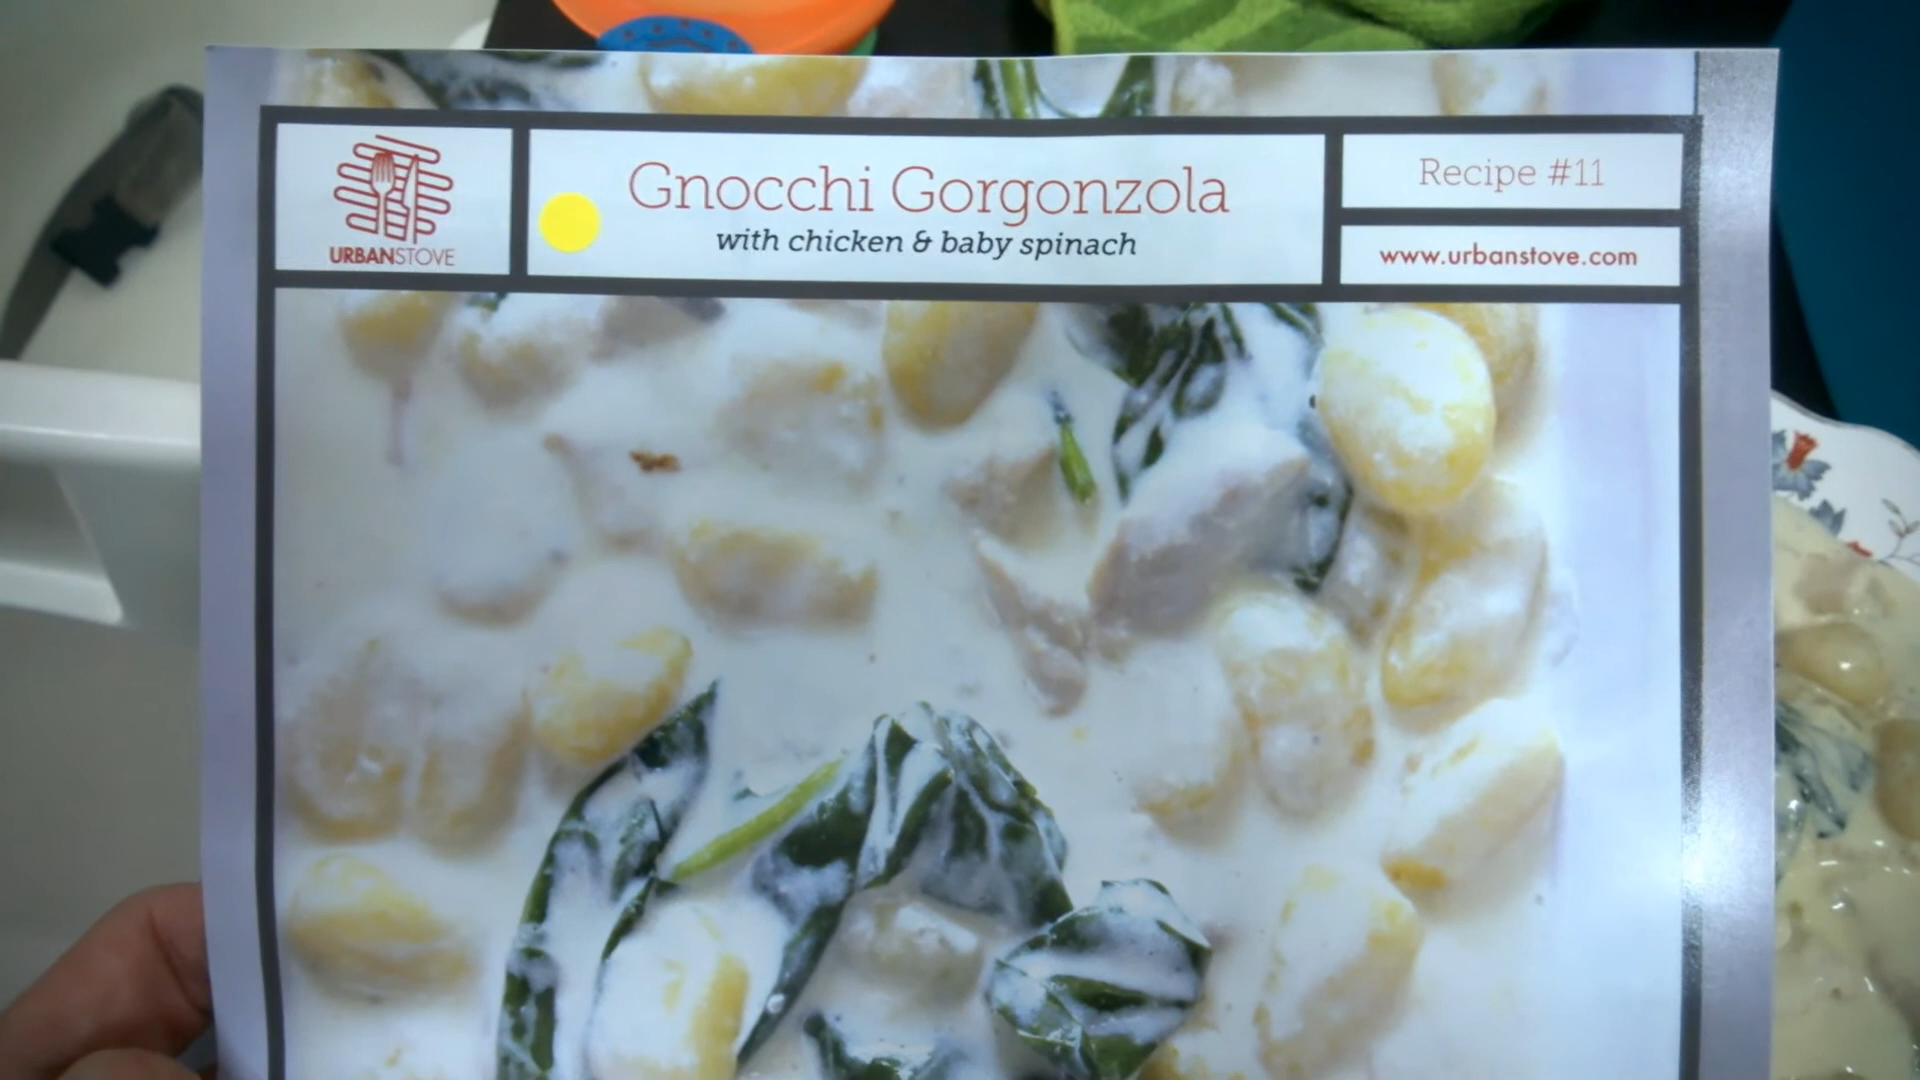 URBANSTOVE
Gnocchi Gorgonzola
with chicken & baby spinach
Recipe #11
www.urbanstove.com